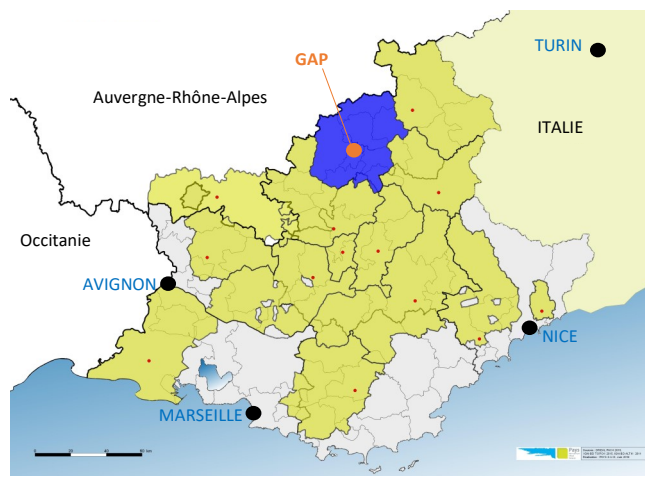 TURIN
GAP
Auvergne-Rhône-Alpes
ITALIE
Occitanie
AVIGNON
NICE
MARSEILLE